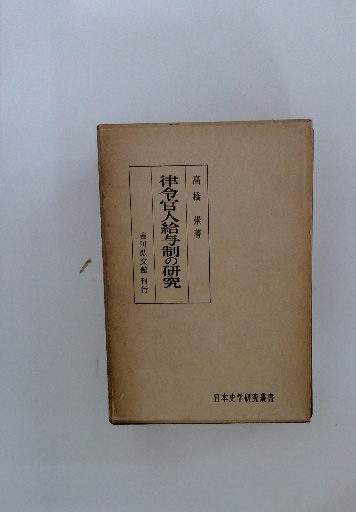 高橋 崇著
律令官人給与制の研究
吉川弘文館 刊行
日本史学研究叢書